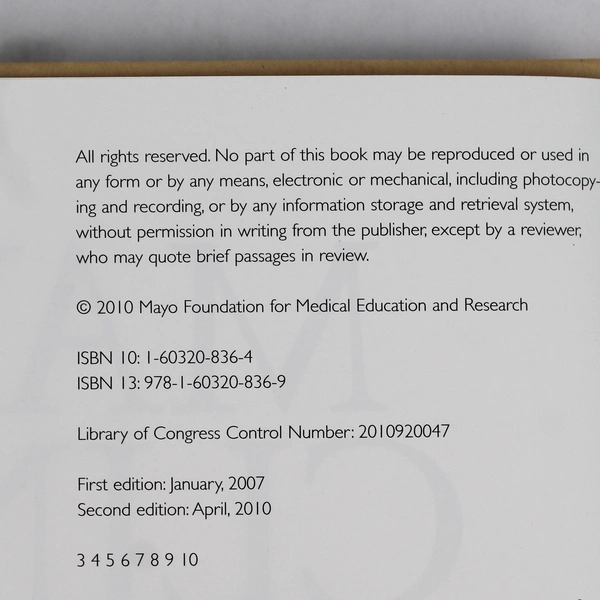 All rights reserved. No part of this book may be reproduced or used in
any form or by any means, electronic or mechanical, including photocopy-
ing and recording, or by any information storage and retrieval system,
without permission in writing from the publisher, except by a reviewer,
who may quote brief passages in review.
© 2010 Mayo Foundation for Medical Education and Research
ISBN 10: 1-60320-836-4
ISBN 13: 978-1-60320-836-9
Library of Congress Control Number: 2010920047
First edition: January, 2007
Second edition: April, 2010
3 4 5 6 7 8 9 10